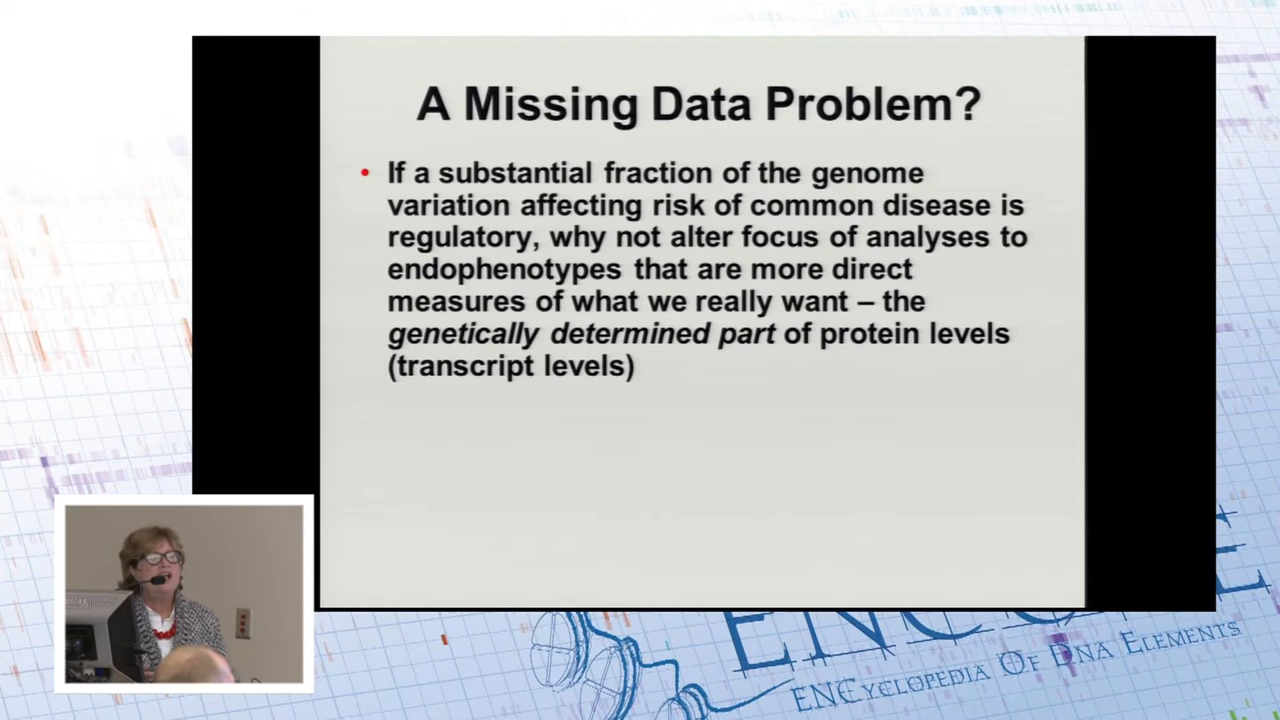 A Missing Data Problem?
• If a substantial fraction of the genome
variation affecting risk of common disease is
regulatory, why not alter focus of analyses to
endophenotypes that are more direct
measures of what we really want – the
genetically determined part of protein levels
(transcript levels)
ENCYCLOPEDIA OF DNA ELEMENTS